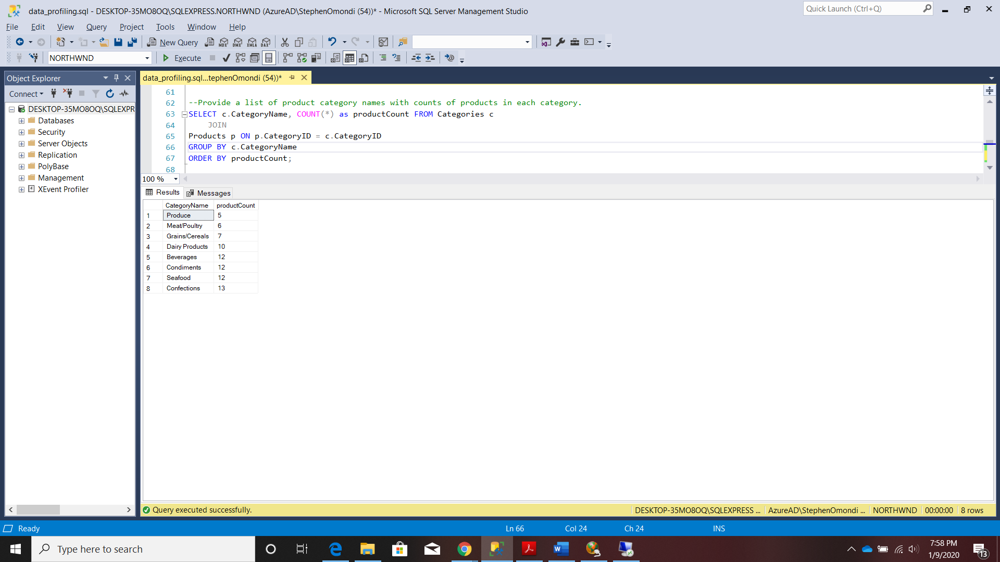 data_profiling.sql - DESKTOP-35MO8OQ\SQLEXPRESS.NORTHWND (AzureAD\StephenOmondi (54))* - Microsoft SQL Server Management Studio
Quick Launch (Ctrl+Q)
File Edit View Query Project Tools Window Help
New Query MDX DMX XMLA DAX
NORTHWND Execute
Object Explorer
data_profiling.sql...tephenOmondi (54))*
Connect
DESKTOP-35MO8OQ\SQLEXPR
Databases
Security
Server Objects
Replication
PolyBase
Management
XEvent Profiler
61
62 --Provide a list of product category names with counts of products in each category.
63 SELECT c.CategoryName, COUNT(*) as productCount FROM Categories c
64 JOIN
65 Products p ON p.CategoryID = c.CategoryID
66 GROUP BY c.CategoryName
67 ORDER BY productCount;
68
100 %
Results Messages
CategoryName productCount
1 Produce 5
2 Meat/Poultry 6
3 Grains/Cereals 7
4 Dairy Products 10
5 Beverages 12
6 Condiments 12
7 Seafood 12
8 Confections 13
Query executed successfully.
DESKTOP-35MO8OQ\SQLEXPRESS ... AzureAD\StephenOmondi ... NORTHWND 00:00:00 8 rows
Ready Ln 66 Col 24 Ch 24 INS
Type here to search
7:58 PM
1/9/2020
13